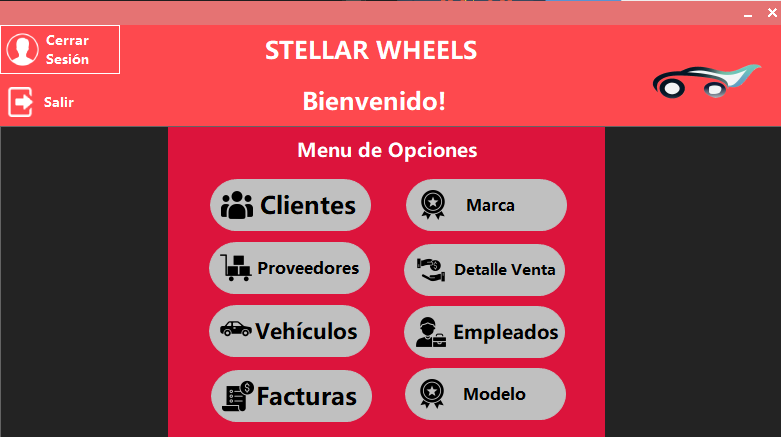 Cerrar
Sesión
STELLAR WHEELS
Bienvenido!
Salir
Menu de Opciones
Clientes
Marca
Proveedores
Detalle Venta
Vehículos
Empleados
Facturas
Modelo